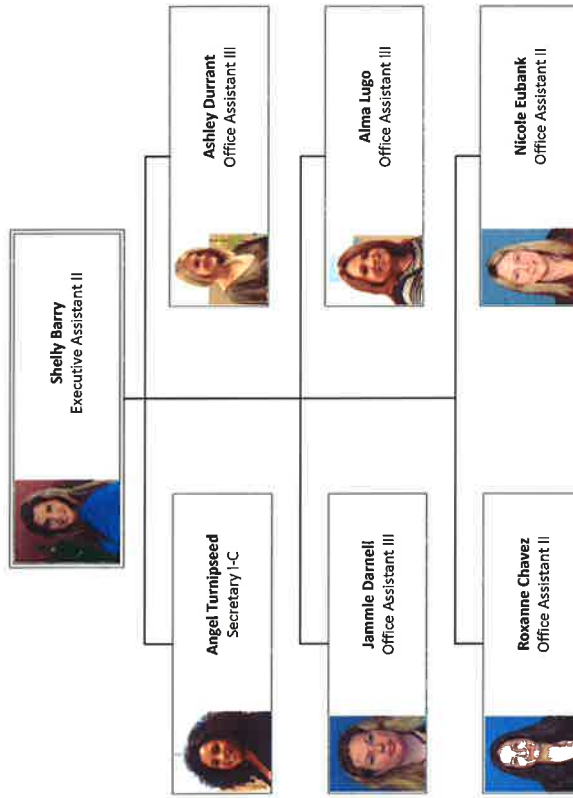 Shelly Barry
Executive Assistant II
Angel Turnipseed
Secretary I-C
Ashley Durrant
Office Assistant III
Jammie Darnell
Office Assistant III
Alma Lugo
Office Assistant III
Roxanne Chavez
Office Assistant II
Nicole Eubank
Office Assistant II